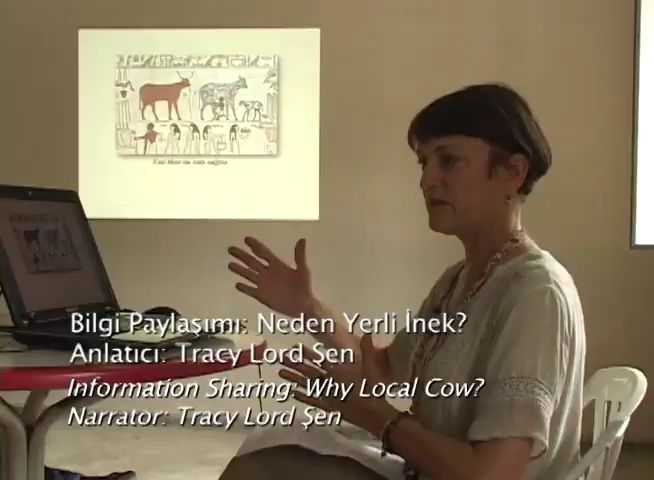 Bilgi Paylaşımı: Neden Yerli İnek?
Anlatıcı: Tracy Lord Şen
Information Sharing: Why Local Cow?
Narrator: Tracy Lord Şen